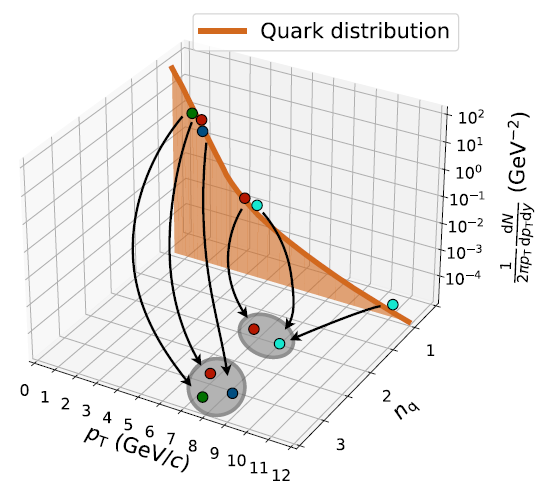 Quark distribution
10²
10¹
10⁰
10⁻¹
10⁻²
10⁻³
10⁻⁴
1/(2πp_T) dN/(dp_T dy) (GeV⁻²)
1
2
3
n_q
0 1 2 3 4 5 6 7 8 9 10 11 12
p_T (GeV/c)